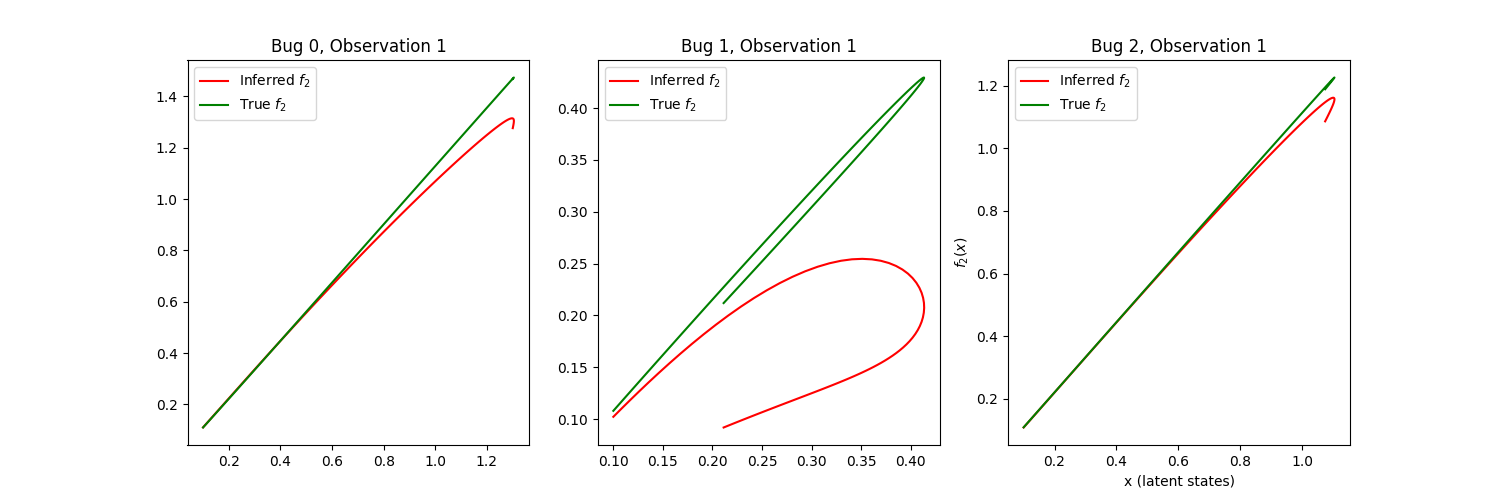 Bug 0, Observation 1
Inferred f₂
True f₂
1.4
1.2
1.0
0.8
0.6
0.4
0.2
0.2 0.4 0.6 0.8 1.0 1.2
Bug 1, Observation 1
Inferred f₂
True f₂
0.40
0.35
0.30
0.25
0.20
0.15
0.10
0.10 0.15 0.20 0.25 0.30 0.35 0.40
Bug 2, Observation 1
Inferred f₂
True f₂
1.2
1.0
0.8
0.6
0.4
0.2
f₂(x)
0.2 0.4 0.6 0.8 1.0
x (latent states)